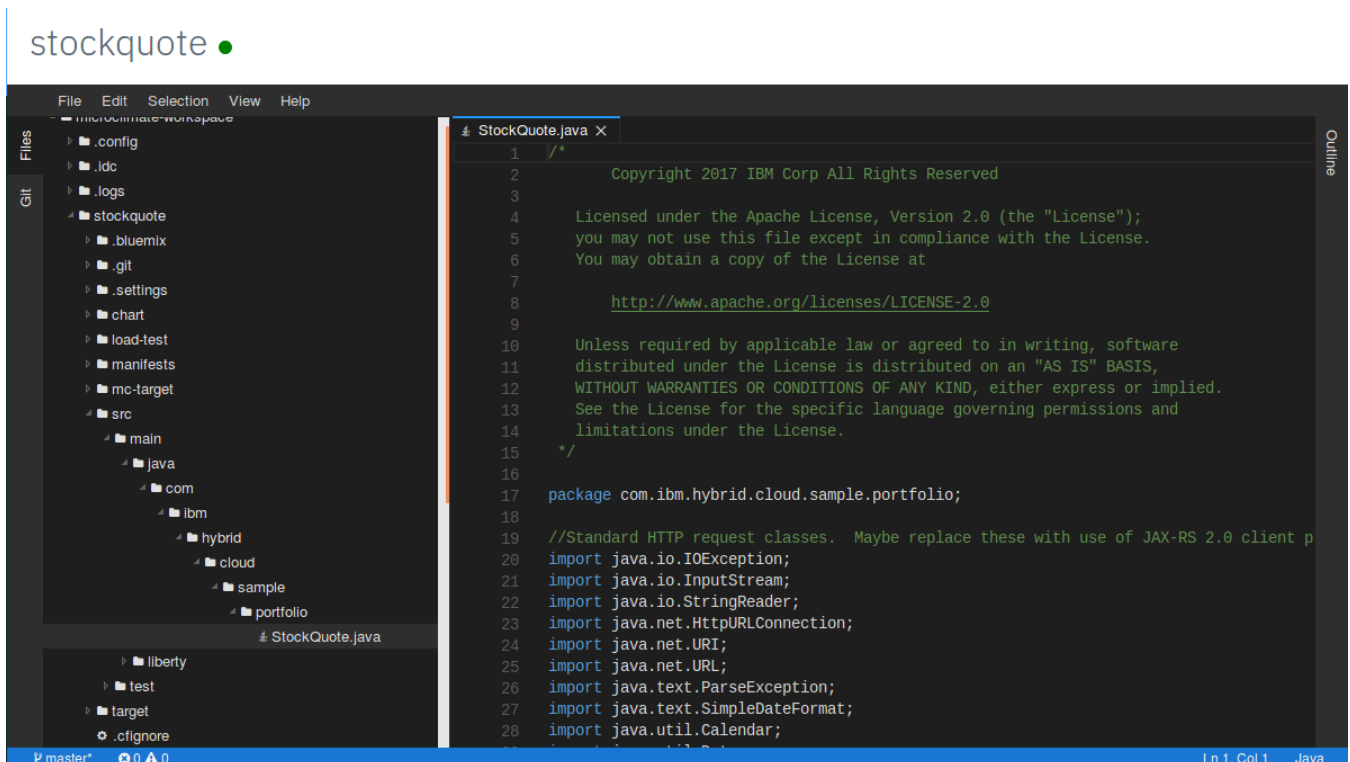 stockquote
File Edit Selection View Help
Files
Git
microclimate-workspace
.config
.idc
.logs
stockquote
.bluemix
.git
.settings
chart
load-test
manifests
mc-target
src
main
java
com
ibm
hybrid
cloud
sample
portfolio
StockQuote.java
liberty
test
target
.cfignore
StockQuote.java
1 /*
2 Copyright 2017 IBM Corp All Rights Reserved
3
4 Licensed under the Apache License, Version 2.0 (the "License");
5 you may not use this file except in compliance with the License.
6 You may obtain a copy of the License at
7
8 http://www.apache.org/licenses/LICENSE-2.0
9
10 Unless required by applicable law or agreed to in writing, software
11 distributed under the License is distributed on an "AS IS" BASIS,
12 WITHOUT WARRANTIES OR CONDITIONS OF ANY KIND, either express or implied.
13 See the License for the specific language governing permissions and
14 limitations under the License.
15 */
16
17 package com.ibm.hybrid.cloud.sample.portfolio;
18
19 //Standard HTTP request classes.  Maybe replace these with use of JAX-RS 2.0 client p
20 import java.io.IOException;
21 import java.io.InputStream;
22 import java.io.StringReader;
23 import java.net.HttpURLConnection;
24 import java.net.URI;
25 import java.net.URL;
26 import java.text.ParseException;
27 import java.text.SimpleDateFormat;
28 import java.util.Calendar;
Outline
master* 0 0 Ln 1, Col 1 Java